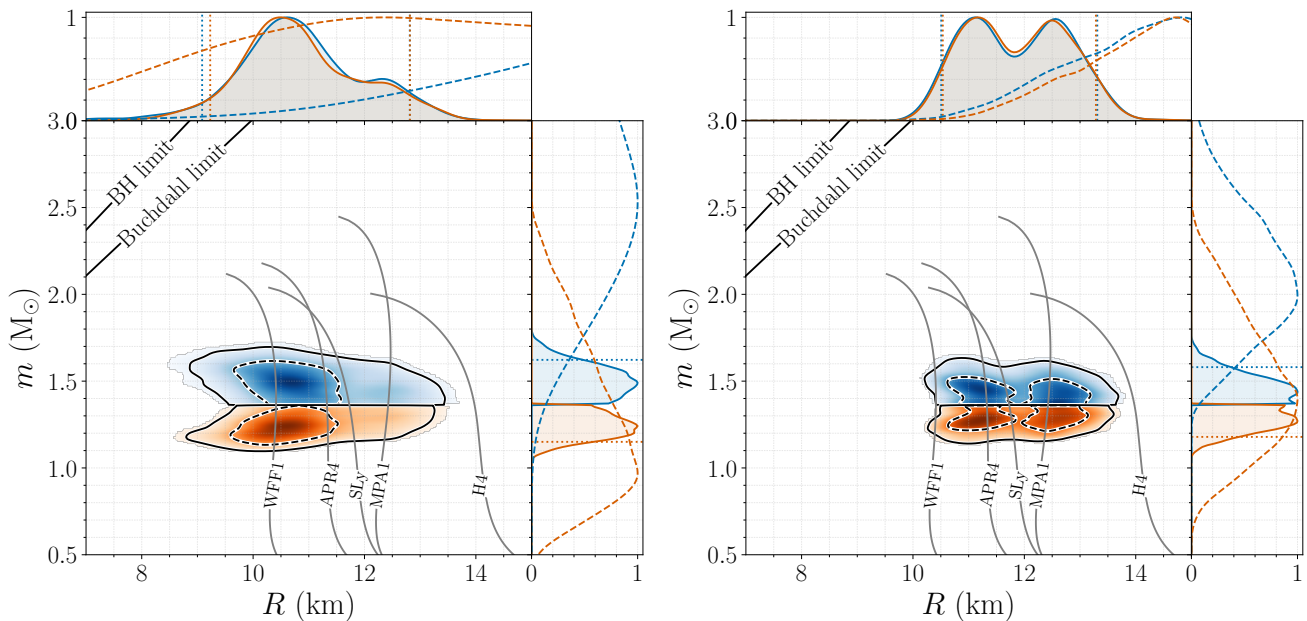 1
3.0
2.5
2.0
1.5
1.0
0.5
m (M⊙)
BH limit
Buchdahl limit
WFF1
APR4
SLy
MPA1
H4
8
10
12
14
0
1
R (km)
1
3.0
2.5
2.0
1.5
1.0
0.5
m (M⊙)
BH limit
Buchdahl limit
WFF1
APR4
SLy
MPA1
H4
8
10
12
14
0
1
R (km)